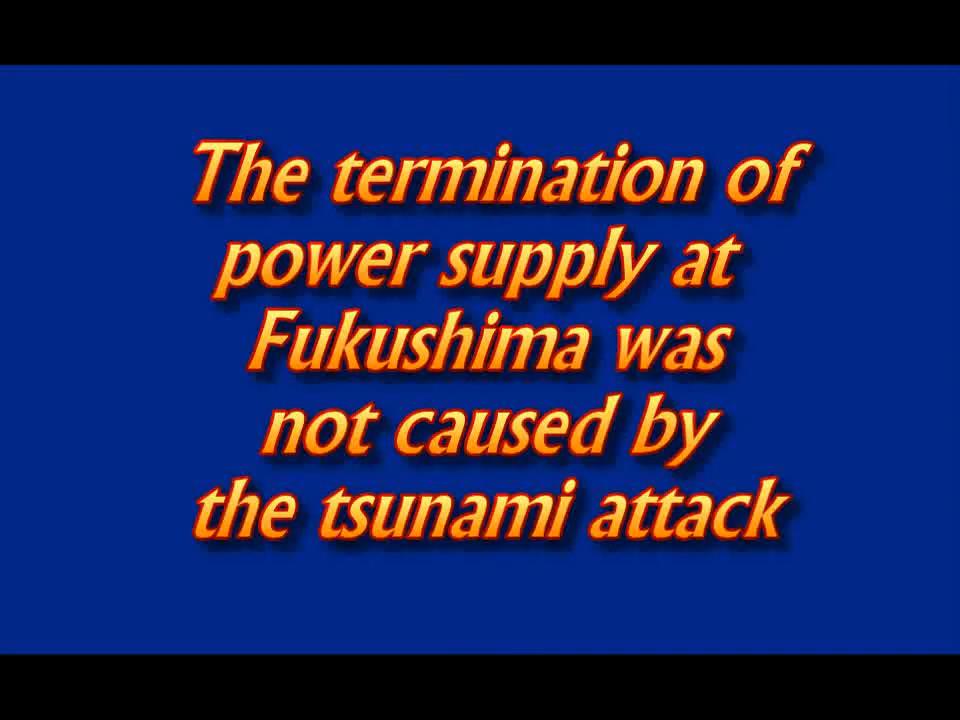 The termination of
power supply at
Fukushima was
not caused by
the tsunami attack